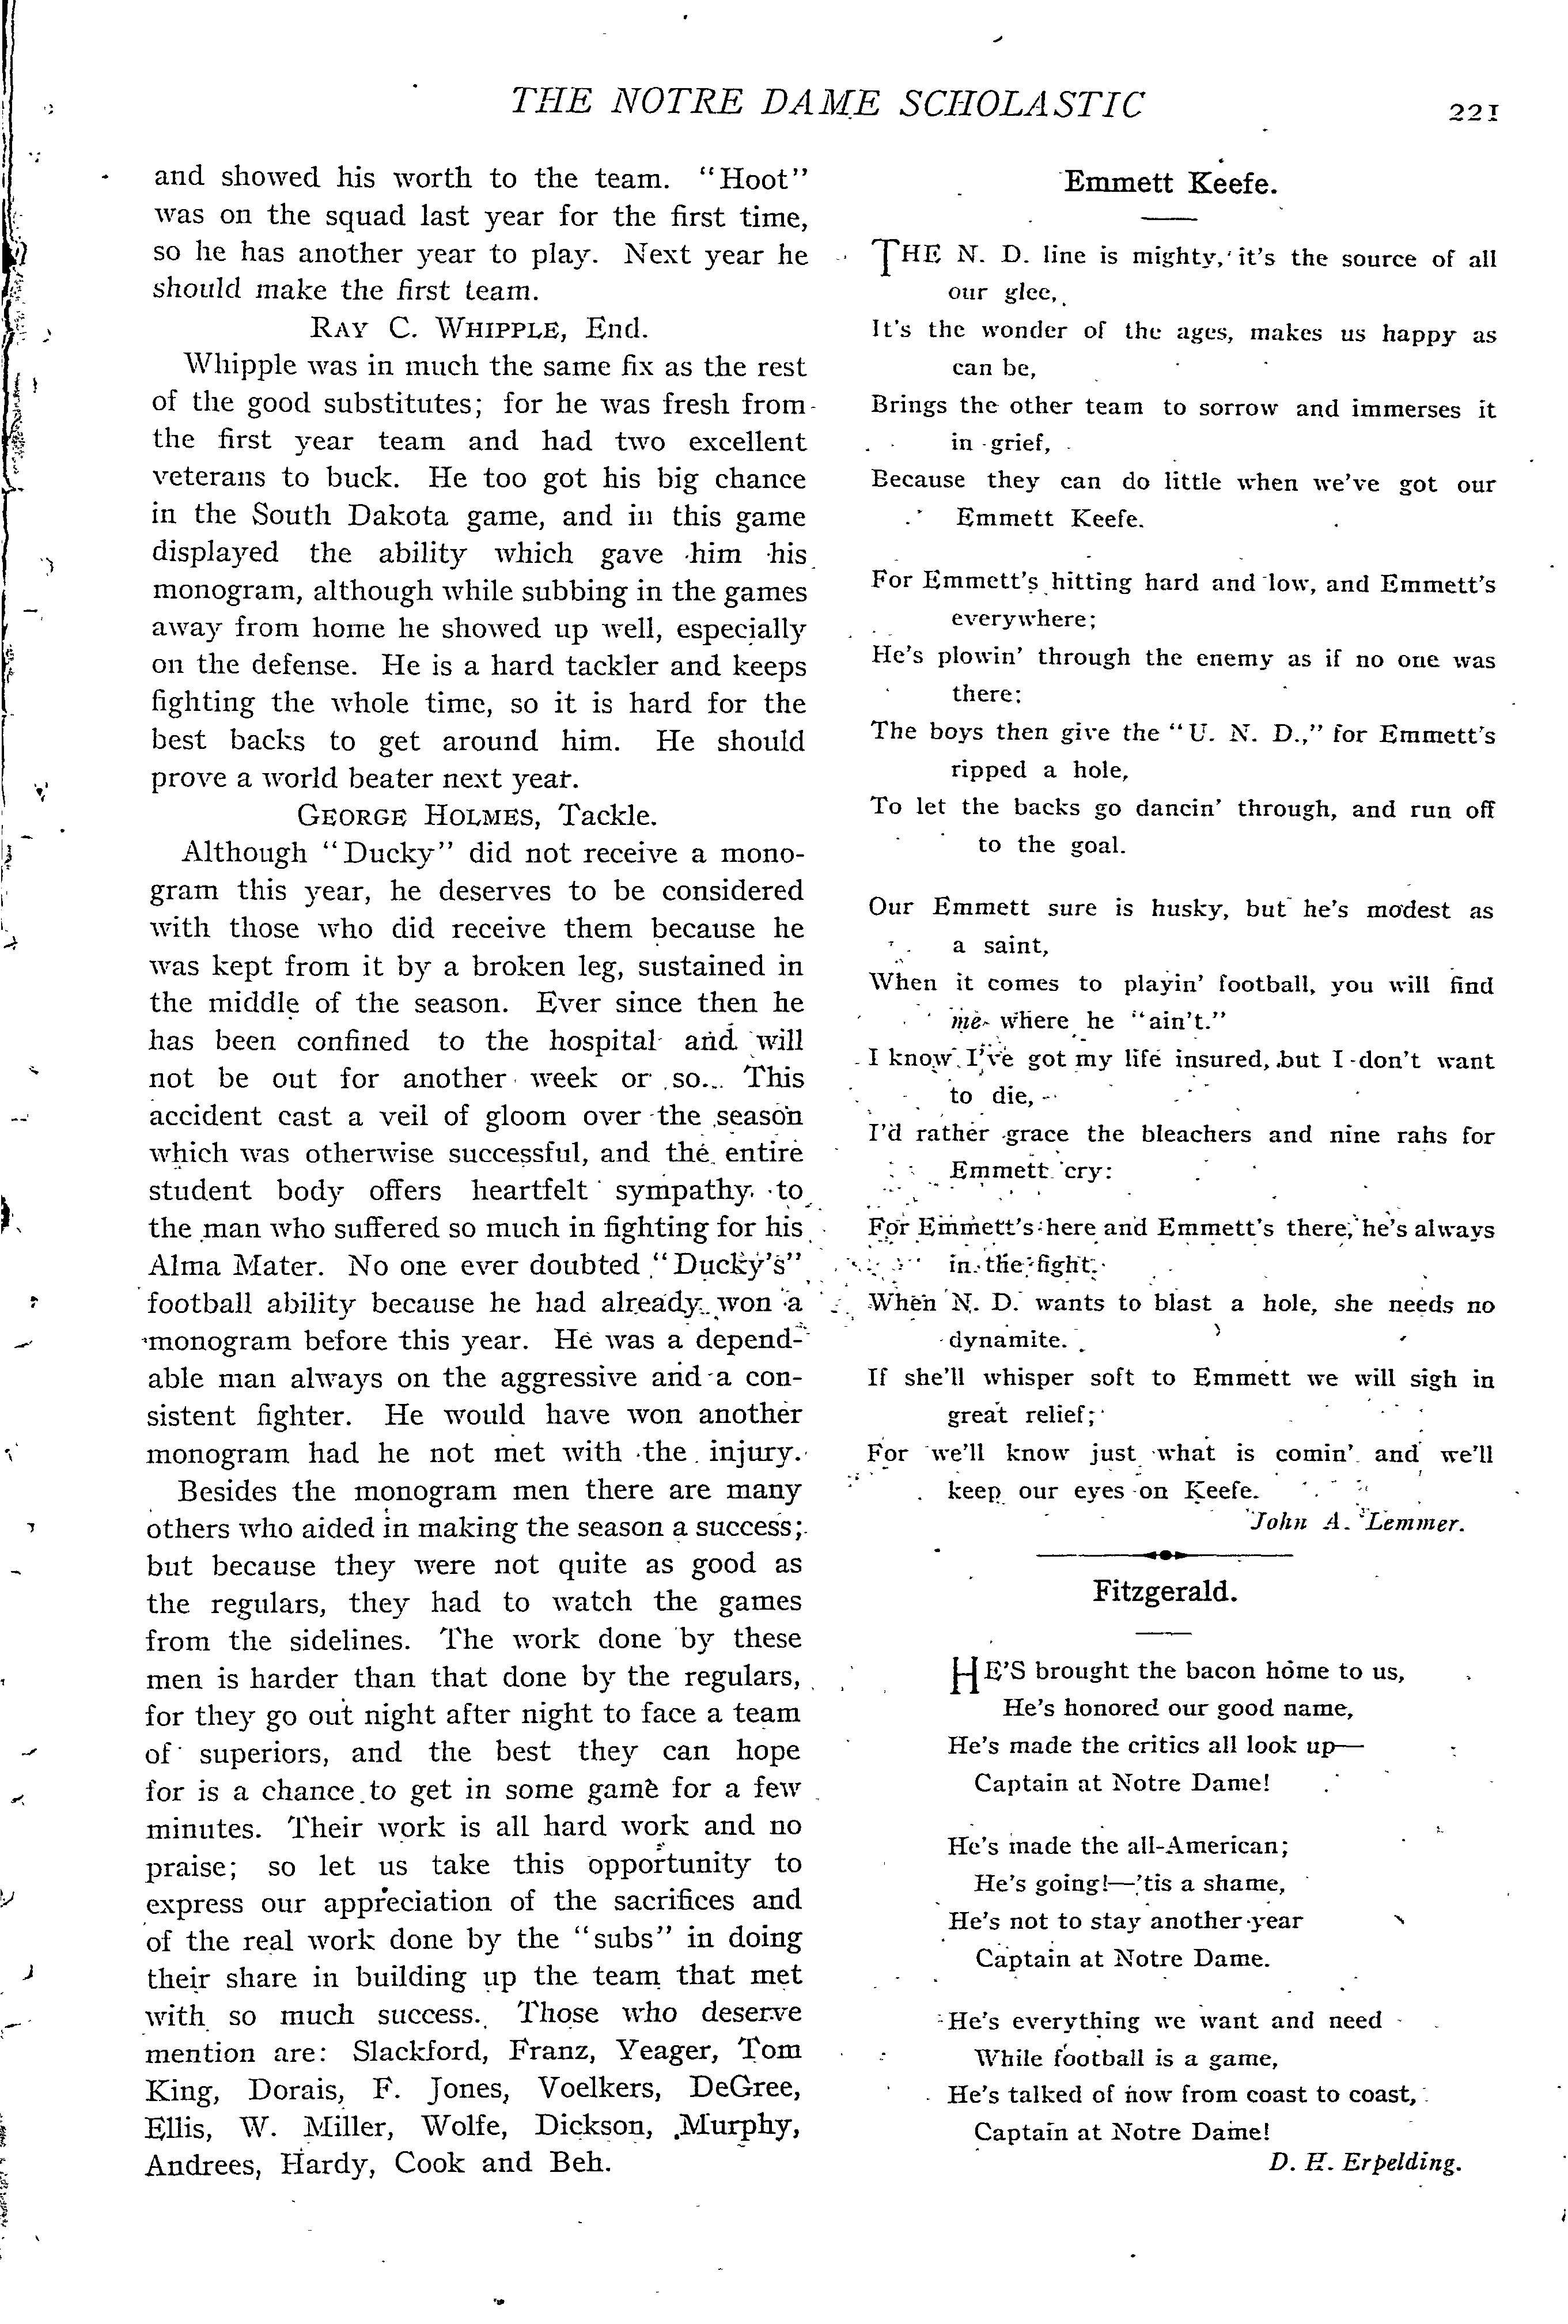 THE NOTRE DAME SCHOLASTIC
221
and showed his worth to the team. "Hoot"
was on the squad last year for the first time,
so he has another year to play. Next year he
should make the first team.
RAY C. WHIPPLE, End.
Whipple was in much the same fix as the rest
of the good substitutes; for he was fresh from
the first year team and had two excellent
veterans to buck. He too got his big chance
in the South Dakota game, and in this game
displayed the ability which gave him his
monogram, although while subbing in the games
away from home he showed up well, especially
on the defense. He is a hard tackler and keeps
fighting the whole time, so it is hard for the
best backs to get around him. He should
prove a world beater next year.
GEORGE HOLMES, Tackle.
Although "Ducky" did not receive a mono-
gram this year, he deserves to be considered
with those who did receive them because he
was kept from it by a broken leg, sustained in
the middle of the season. Ever since then he
has been confined to the hospital and will
not be out for another week or so. This
accident cast a veil of gloom over the season
which was otherwise successful, and the entire
student body offers heartfelt sympathy to
the man who suffered so much in fighting for his
Alma Mater. No one ever doubted "Ducky's"
football ability because he had already won a
monogram before this year. He was a depend-
able man always on the aggressive and a con-
sistent fighter. He would have won another
monogram had he not met with the injury.
Besides the monogram men there are many
others who aided in making the season a success;
but because they were not quite as good as
the regulars, they had to watch the games
from the sidelines. The work done by these
men is harder than that done by the regulars,
for they go out night after night to face a team
of superiors, and the best they can hope
for is a chance to get in some game for a few
minutes. Their work is all hard work and no
praise; so let us take this opportunity to
express our appreciation of the sacrifices and
of the real work done by the "subs" in doing
their share in building up the team that met
with so much success. Those who deserve
mention are: Slackford, Franz, Yeager, Tom
King, Dorais, F. Jones, Voelkers, DeGree,
Ellis, W. Miller, Wolfe, Dickson, Murphy,
Andrees, Hardy, Cook and Beh.
Emmett Keefe.
THE N. D. line is mighty, it's the source of all
our glee,
It's the wonder of the ages, makes us happy as
can be,
Brings the other team to sorrow and immerses it
in grief,
Because they can do little when we've got our
Emmett Keefe.
For Emmett's hitting hard and low, and Emmett's
everywhere;
He's plowin' through the enemy as if no one was
there:
The boys then give the "U. N. D.," for Emmett's
ripped a hole,
To let the backs go dancin' through, and run off
to the goal.
Our Emmett sure is husky, but he's modest as
a saint,
When it comes to playin' football, you will find
me where he "ain't."
I know I've got my life insured, but I don't want
to die,
I'd rather grace the bleachers and nine rahs for
Emmett cry:
For Emmett's here and Emmett's there, he's always
in the fight.
When N. D. wants to blast a hole, she needs no
dynamite.
If she'll whisper soft to Emmett we will sigh in
great relief;
For we'll know just what is comin' and we'll
keep our eyes on Keefe.
John A. Lemmer.
Fitzgerald.
HE'S brought the bacon home to us,
He's honored our good name,
He's made the critics all look up—
Captain at Notre Dame!
He's made the all-American;
He's going!—'tis a shame,
He's not to stay another year
Captain at Notre Dame.
He's everything we want and need
While football is a game,
He's talked of now from coast to coast,
Captain at Notre Dame!
D. H. Erpelding.